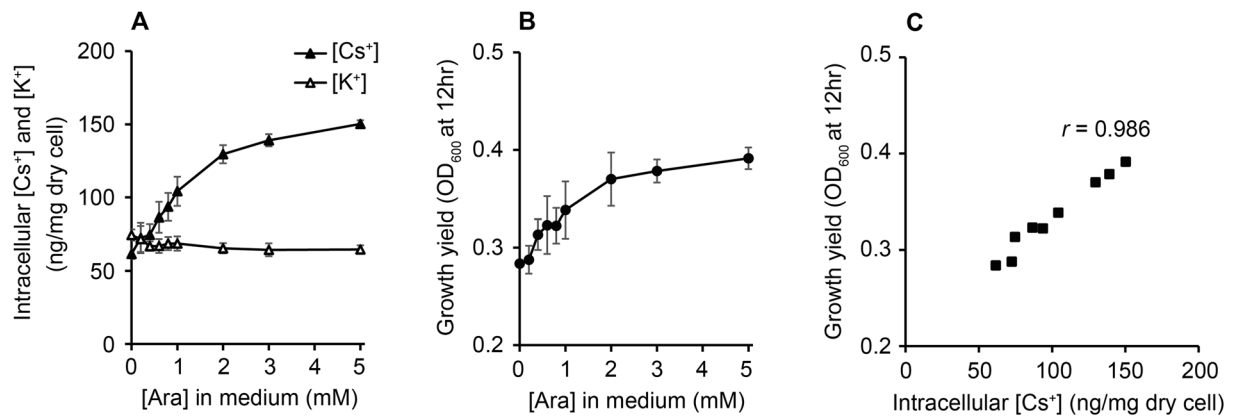 A
Intracellular [Cs⁺] and [K⁺]
(ng/mg dry cell)
200
150
100
50
0
[Cs⁺]
[K⁺]
0 1 2 3 4 5
[Ara] in medium (mM)
B
Growth yield (OD₆₀₀ at 12hr)
0.5
0.4
0.3
0.2
0 1 2 3 4 5
[Ara] in medium (mM)
C
Growth yield (OD₆₀₀ at 12hr)
0.5
0.4
0.3
0.2
r = 0.986
0 50 100 150 200
Intracellular [Cs⁺] (ng/mg dry cell)